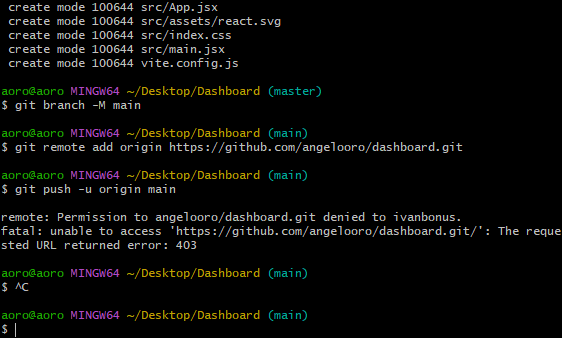 create mode 100644 src/App.jsx
create mode 100644 src/assets/react.svg
create mode 100644 src/index.css
create mode 100644 src/main.jsx
create mode 100644 vite.config.js
aoro@aoro MINGW64 ~/Desktop/Dashboard (master)
$ git branch -M main
aoro@aoro MINGW64 ~/Desktop/Dashboard (main)
$ git remote add origin https://github.com/angelooro/dashboard.git
aoro@aoro MINGW64 ~/Desktop/Dashboard (main)
$ git push -u origin main
remote: Permission to angelooro/dashboard.git denied to ivanbonus.
fatal: unable to access 'https://github.com/angelooro/dashboard.git/': The reque
sted URL returned error: 403
aoro@aoro MINGW64 ~/Desktop/Dashboard (main)
$ ^C
aoro@aoro MINGW64 ~/Desktop/Dashboard (main)
$